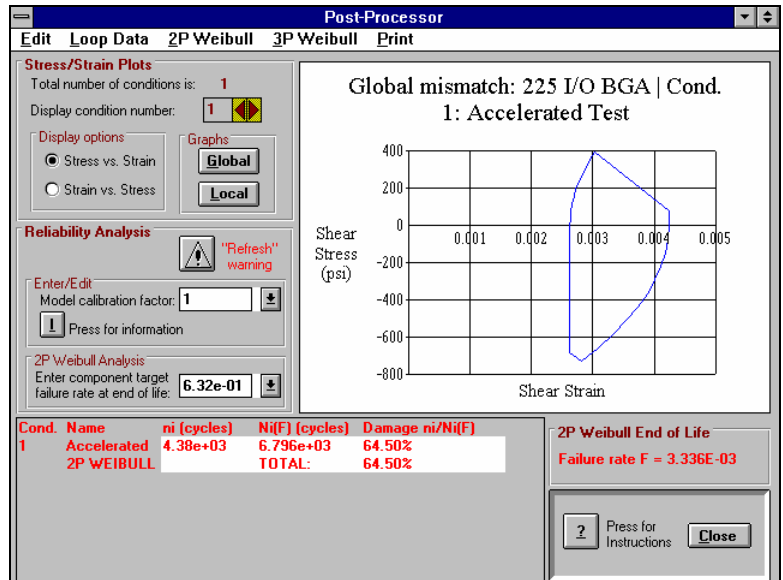 Post-Processor
Edit Loop Data 2P Weibull 3P Weibull Print
Stress/Strain Plots
Total number of conditions is: 1
Display condition number: 1
Display options
Stress vs. Strain
Strain vs. Stress
Graphs
Global
Local
Reliability Analysis
"Refresh"
warning
Enter/Edit
Model calibration factor: 1
I Press for information
2P Weibull Analysis
Enter component target
failure rate at end of life: 6.32e-01
Global mismatch: 225 I/O BGA | Cond.
1: Accelerated Test
Shear
Stress
(psi)
400
200
0
-200
-400
-600
-800
0.001 0.002 0.003 0.004 0.005
Shear Strain
Cond. Name ni (cycles) Ni(F) (cycles) Damage ni/Ni(F)
1 Accelerated 4.38e+03 6.796e+03 64.50%
2P WEIBULL TOTAL: 64.50%
2P Weibull End of Life
Failure rate F = 3.336E-03
? Press for
Instructions
Close